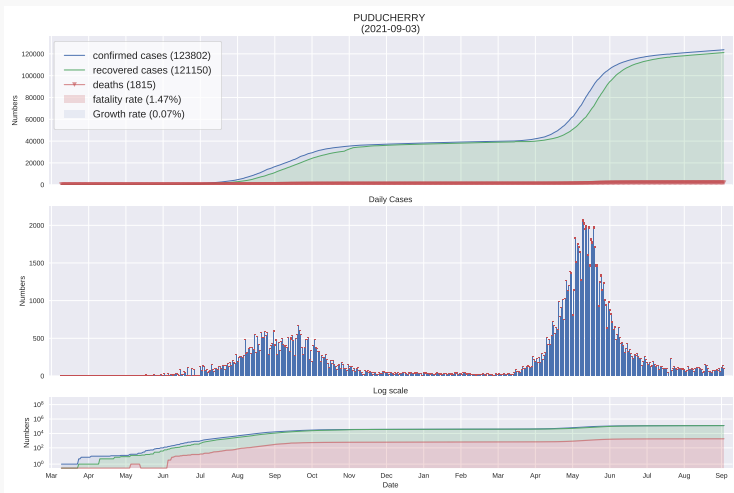 PUDUCHERRY
(2021-09-03)
confirmed cases (123802)
recovered cases (121150)
deaths (1815)
fatality rate (1.47%)
Growth rate (0.07%)
Numbers
120000
100000
80000
60000
40000
20000
0
Daily Cases
Numbers
2000
1500
1000
500
0
Log scale
Numbers
10⁸
10⁶
10⁴
10²
10⁰
Mar Apr May Jun Jul Aug Sep Oct Nov Dec Jan Feb Mar Apr May Jun Jul Aug Sep
Date